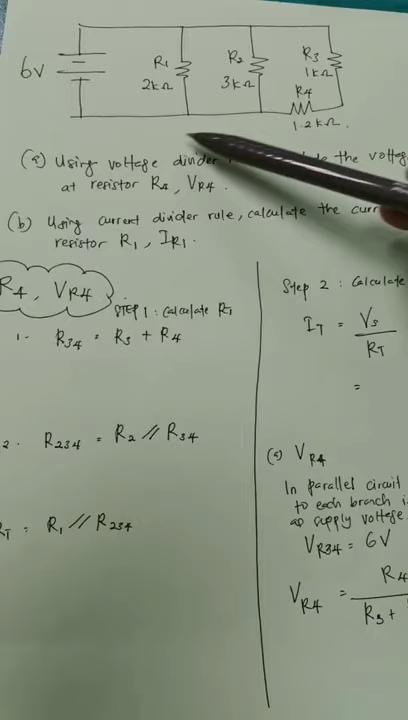 6V
R1
2kΩ
R2
3kΩ
R3
1kΩ
R4
1.2kΩ
(a) Using voltage divider the voltage
at resistor R4, VR4.
(b) Using current divider rule, calculate the
resistor R1, IR1.
R4, VR4
STEP 1: Calculate RT
1. R34 = R3 + R4
2. R234 = R2 // R34
RT = R1 // R234
Step 2: Calculate
IT = Vs
RT
=
(a) VR4
In parallel circuit
to each branch
as supply voltage
VR34 = 6V
VR4 = R4
R3 +